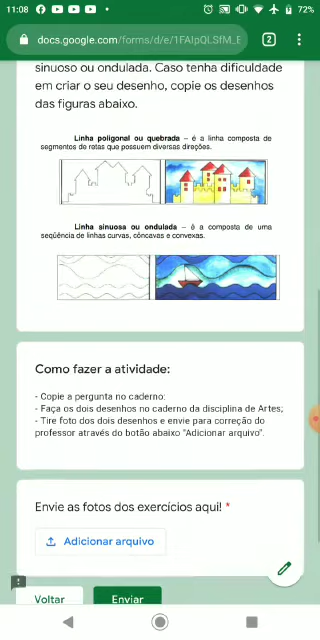 11:08
72%
docs.google.com/forms/d/e/1FAIpQLSfM_E
2
sinuoso ou ondulada. Caso tenha dificuldade
em criar o seu desenho, copie os desenhos
das figuras abaixo.
Linha poligonal ou quebrada – é a linha composta de
segmentos de retas que possuem diversas direções.
Linha sinuosa ou ondulada – é a composta de uma
seqüência de linhas curvas, côncavas e convexas.
Como fazer a atividade:
- Copie a pergunta no caderno:
- Faça os dois desenhos no caderno da disciplina de Artes;
- Tire foto dos dois desenhos e envie para correção do
professor através do botão abaixo "Adicionar arquivo".
Envie as fotos dos exercícios aqui! *
Adicionar arquivo
Voltar
Enviar